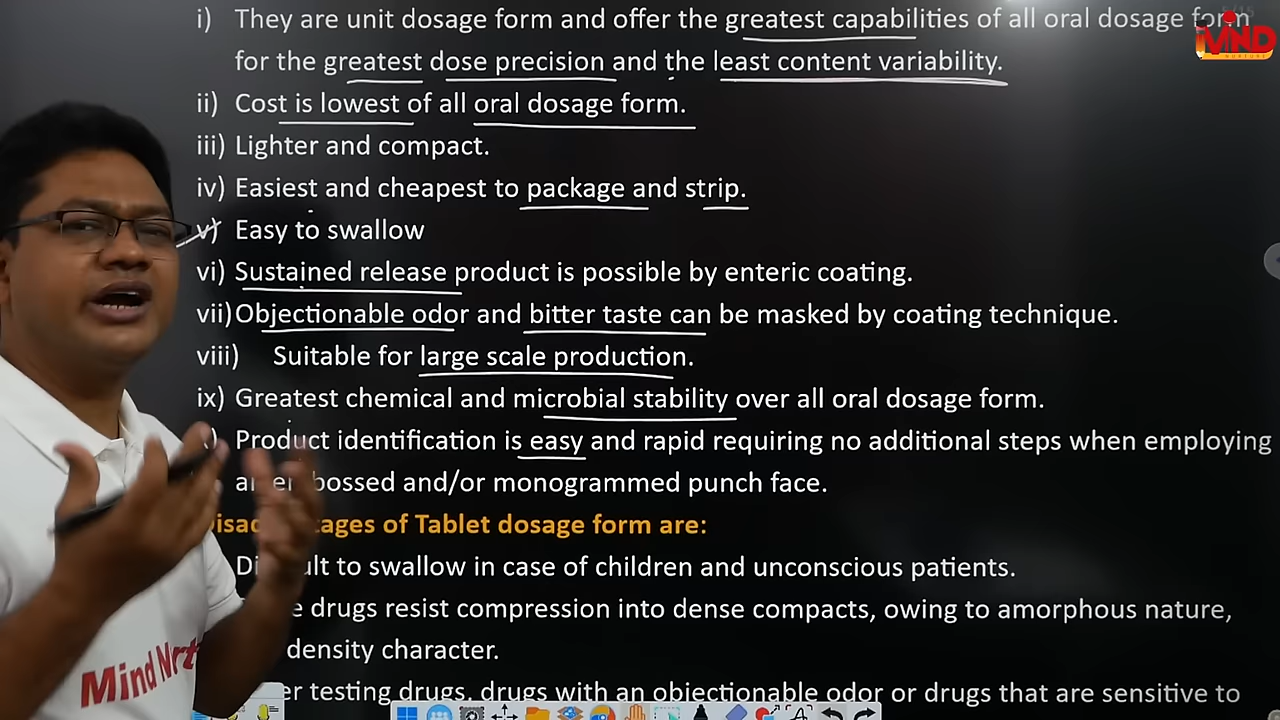 i) They are unit dosage form and offer the greatest capabilities of all oral dosage form
for the greatest dose precision and the least content variability.
ii) Cost is lowest of all oral dosage form.
iii) Lighter and compact.
iv) Easiest and cheapest to package and strip.
v) Easy to swallow
vi) Sustained release product is possible by enteric coating.
vii) Objectionable odor and bitter taste can be masked by coating technique.
viii) Suitable for large scale production.
ix) Greatest chemical and microbial stability over all oral dosage form.
Product identification is easy and rapid requiring no additional steps when employing
bossed and/or monogrammed punch face.
of Tablet dosage form are:
to swallow in case of children and unconscious patients.
drugs resist compression into dense compacts, owing to amorphous nature,
density character.
testing drugs, drugs with an objectionable odor or drugs that are sensitive to
MIND
Mind